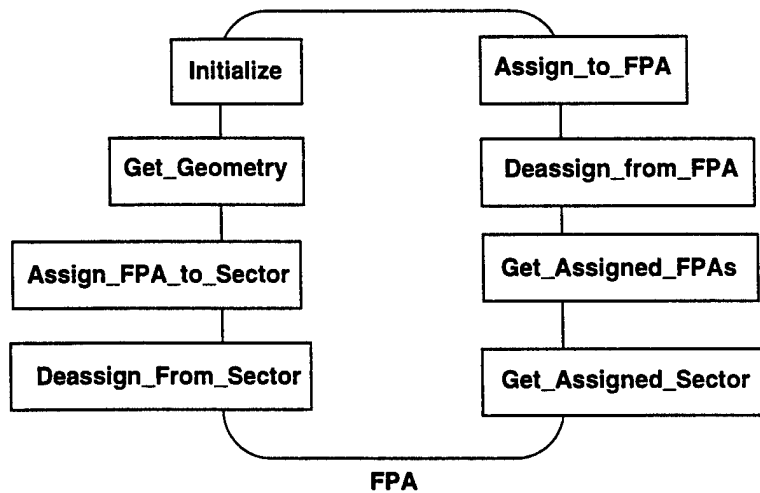 Initialize
Get_Geometry
Assign_FPA_to_Sector
Deassign_From_Sector
Assign_to_FPA
Deassign_from_FPA
Get_Assigned_FPAs
Get_Assigned_Sector
FPA